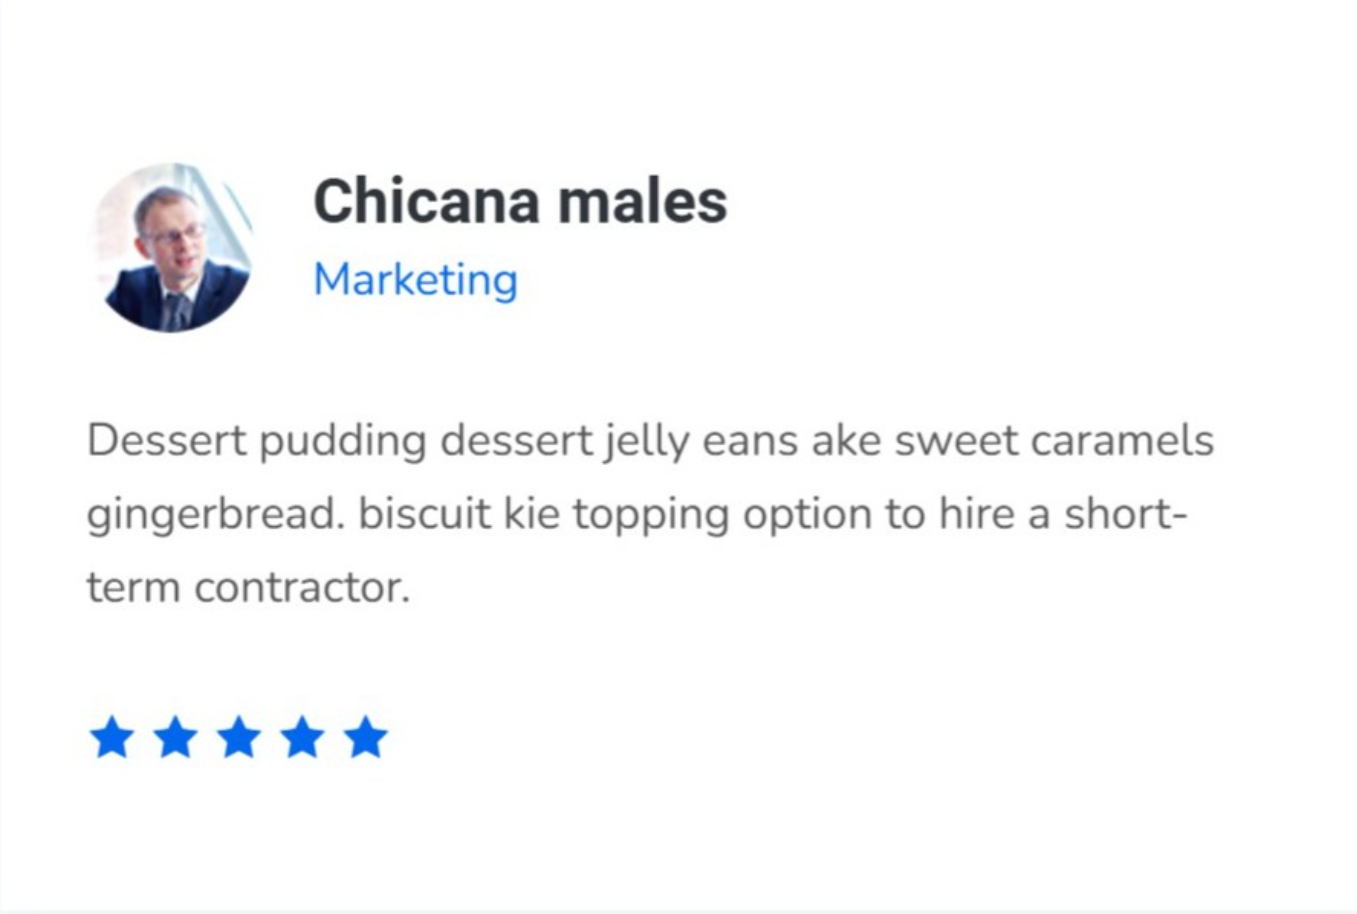 Chicana males
Marketing
Dessert pudding dessert jelly eans ake sweet caramels
gingerbread. biscuit kie topping option to hire a short-
term contractor.